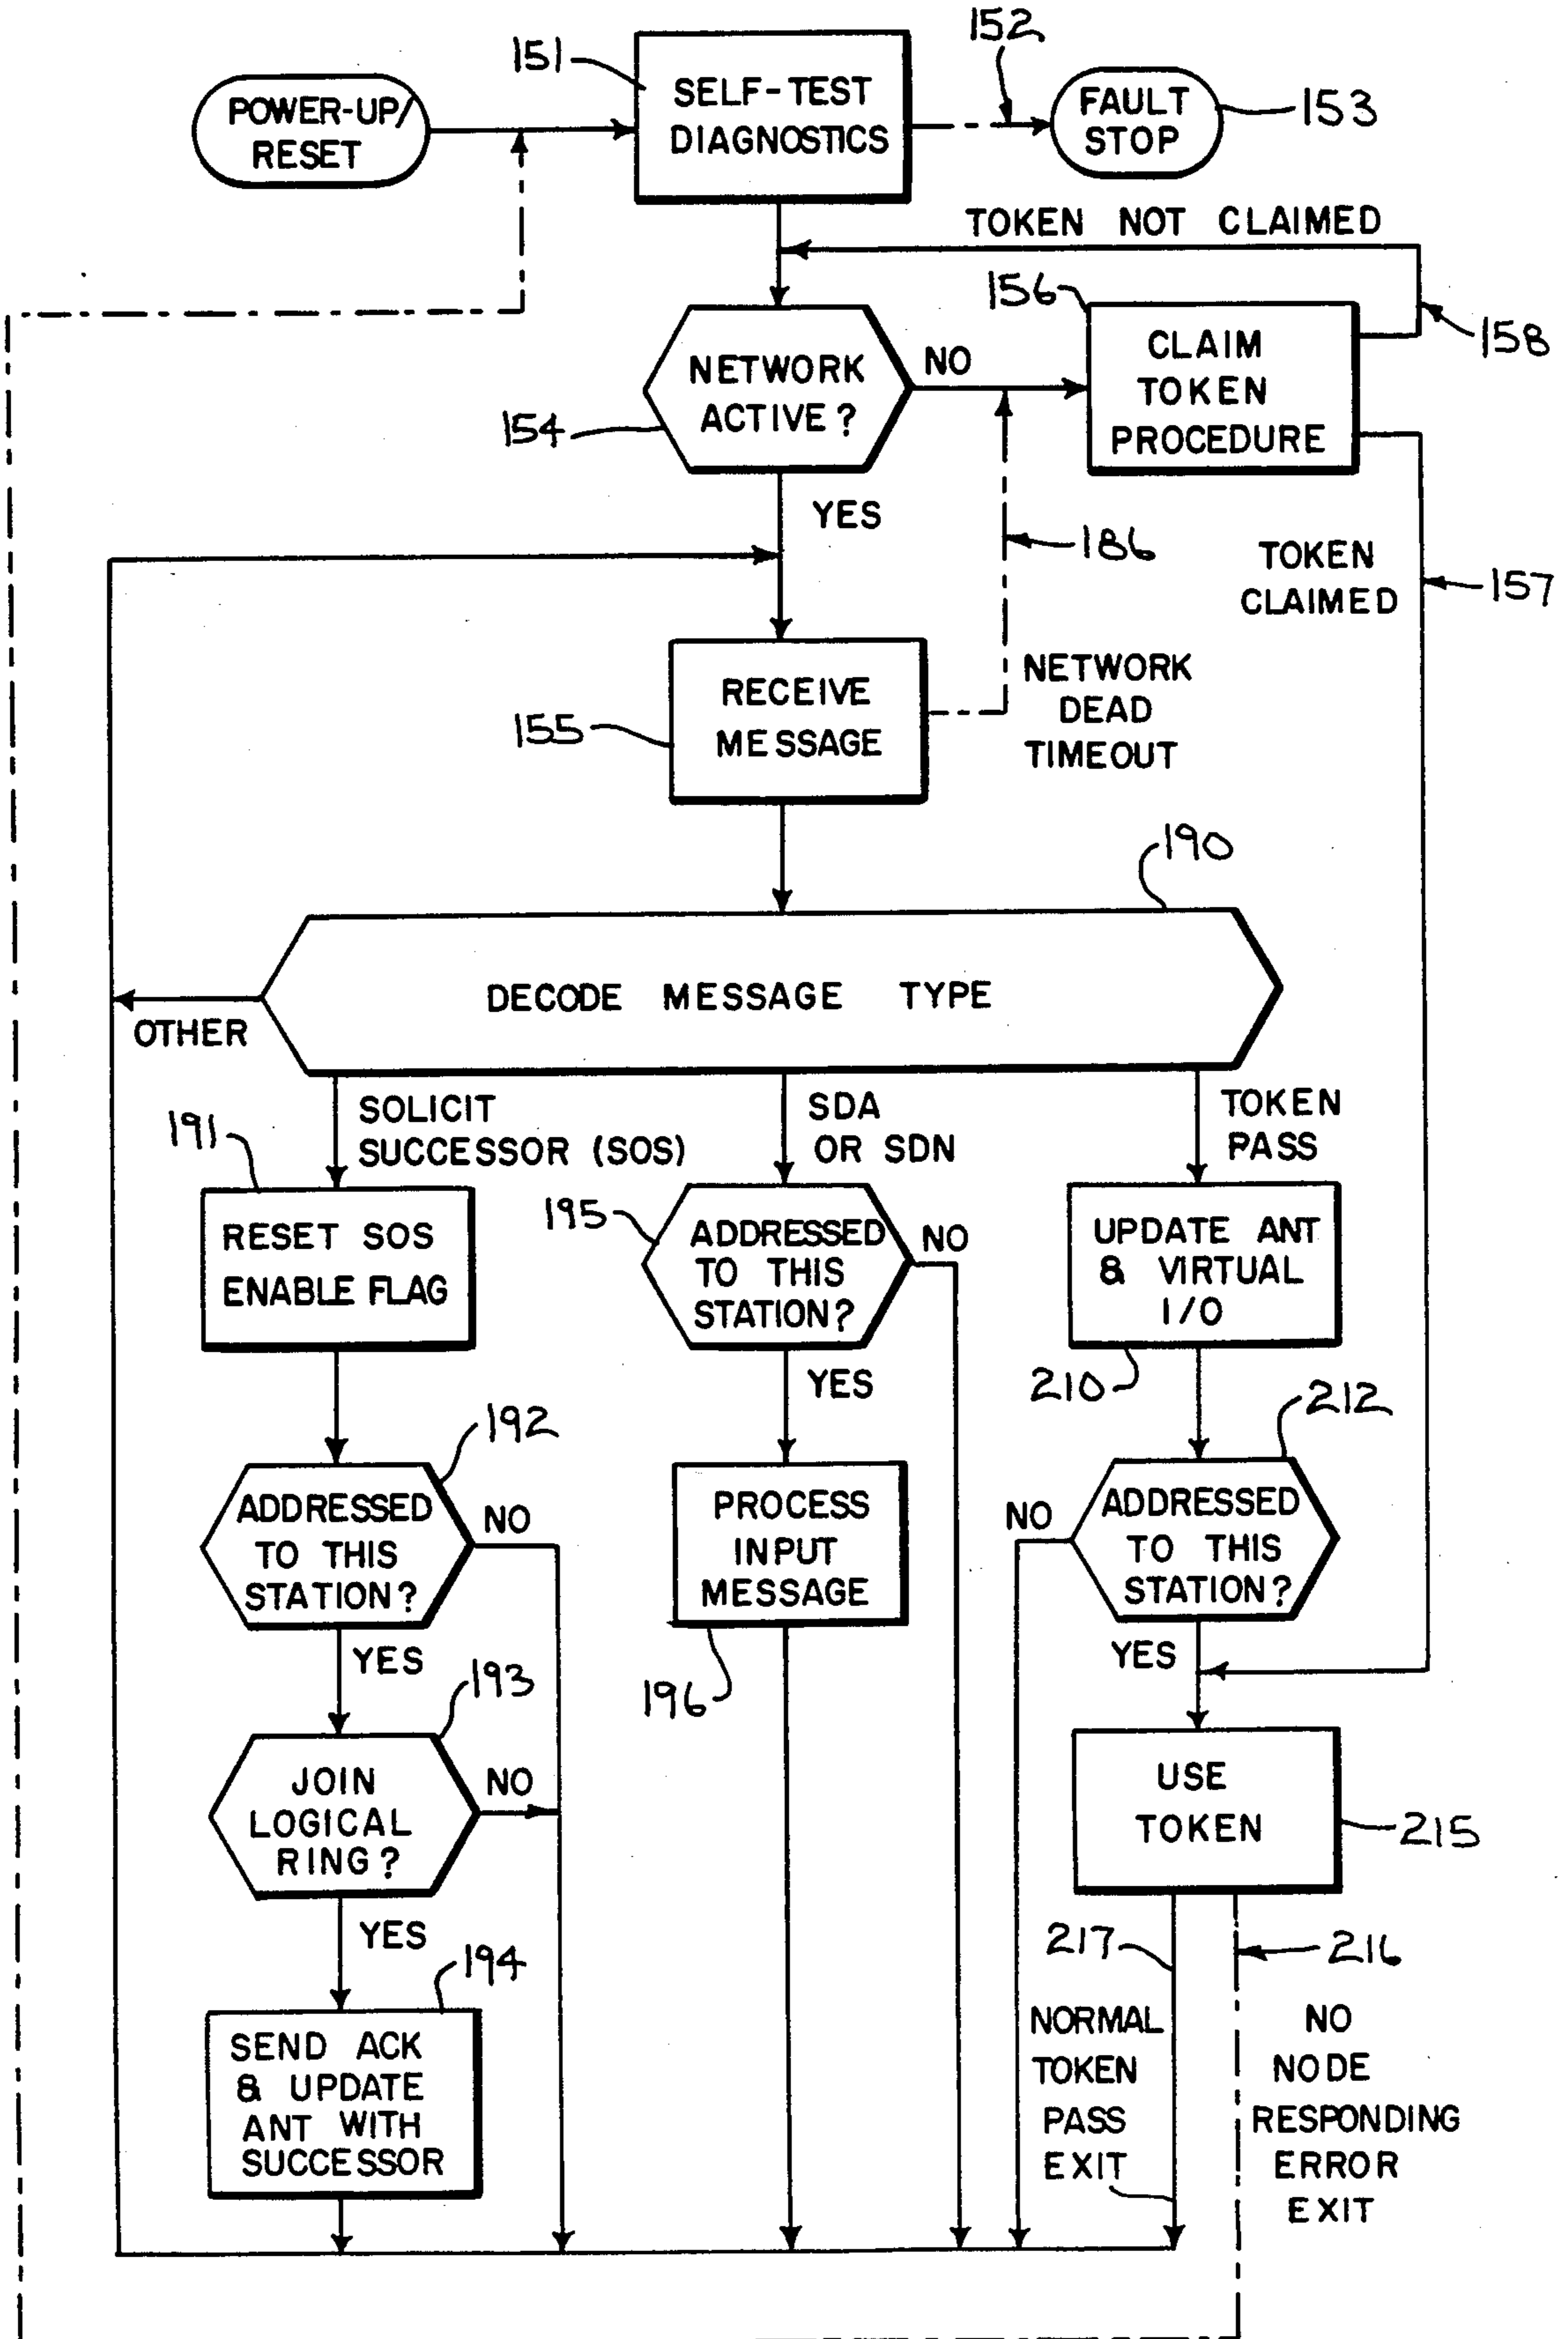 151
152
POWER-UP/
RESET
SELF-TEST
DIAGNOSTICS
FAULT
STOP
153
TOKEN NOT CLAIMED
156
158
NETWORK
ACTIVE?
154
NO
CLAIM
TOKEN
PROCEDURE
YES
186
TOKEN
CLAIMED
157
RECEIVE
MESSAGE
155
NETWORK
DEAD
TIMEOUT
190
DECODE MESSAGE TYPE
OTHER
191
SOLICIT
SUCCESSOR (SOS)
SDA
OR SDN
TOKEN
PASS
RESET SOS
ENABLE FLAG
195
ADDRESSED
TO THIS
STATION?
NO
UPDATE ANT
& VIRTUAL
I/O
YES
210
212
192
ADDRESSED
TO THIS
STATION?
NO
PROCESS
INPUT
MESSAGE
196
NO
ADDRESSED
TO THIS
STATION?
YES
YES
193
JOIN
LOGICAL
RING?
NO
USE
TOKEN
215
YES
194
217
216
SEND ACK
& UPDATE
ANT WITH
SUCCESSOR
NORMAL
TOKEN
PASS
EXIT
NO
NODE
RESPONDING
ERROR
EXIT